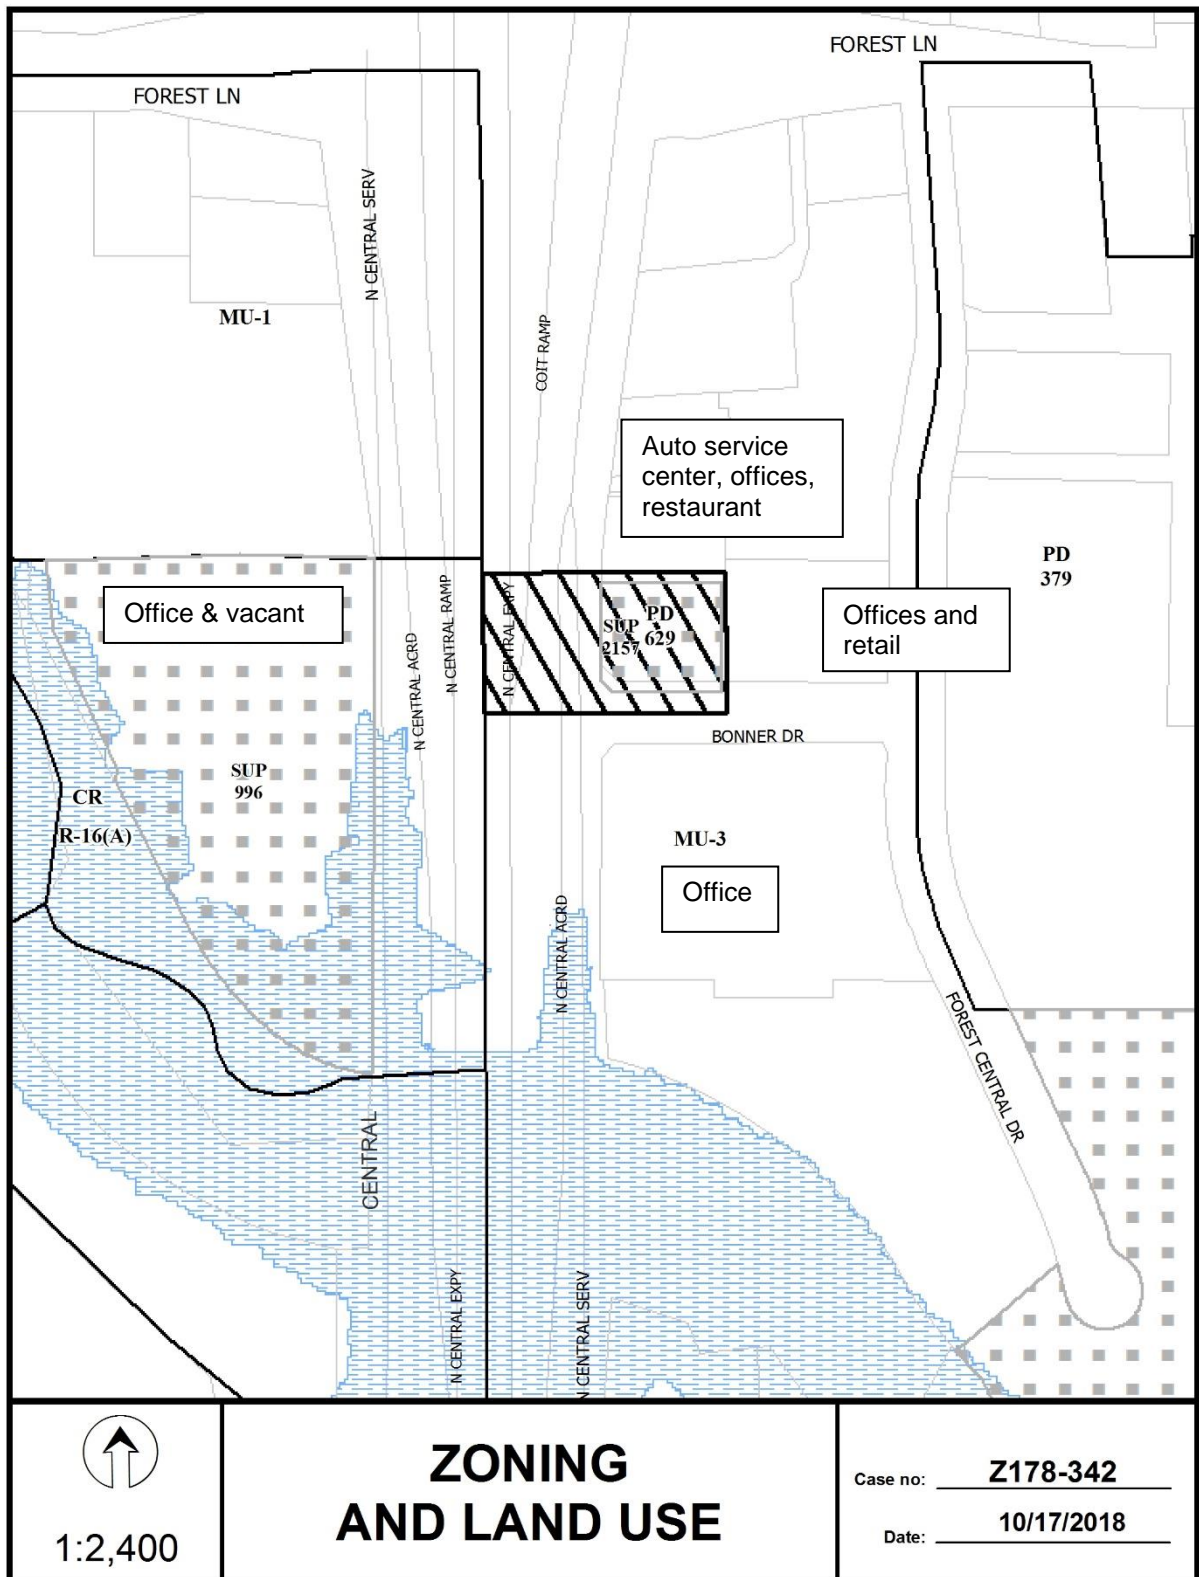 FOREST LN
FOREST LN
N CENTRAL SERV
MU-1
COIT RAMP
Auto service
center, offices,
restaurant
PD
379
Office & vacant
N CENTRAL ACRD
N CENTRAL RAMP
N CENTRAL EXPY
SUP
2157
PD
629
Offices and
retail
BONNER DR
SUP
996
CR
R-16(A)
MU-3
Office
N CENTRAL ACRD
FOREST CENTRAL DR
CENTRAL
N CENTRAL EXPY
N CENTRAL SERV
1:2,400
ZONING
AND LAND USE
Case no: Z178-342
Date: 10/17/2018